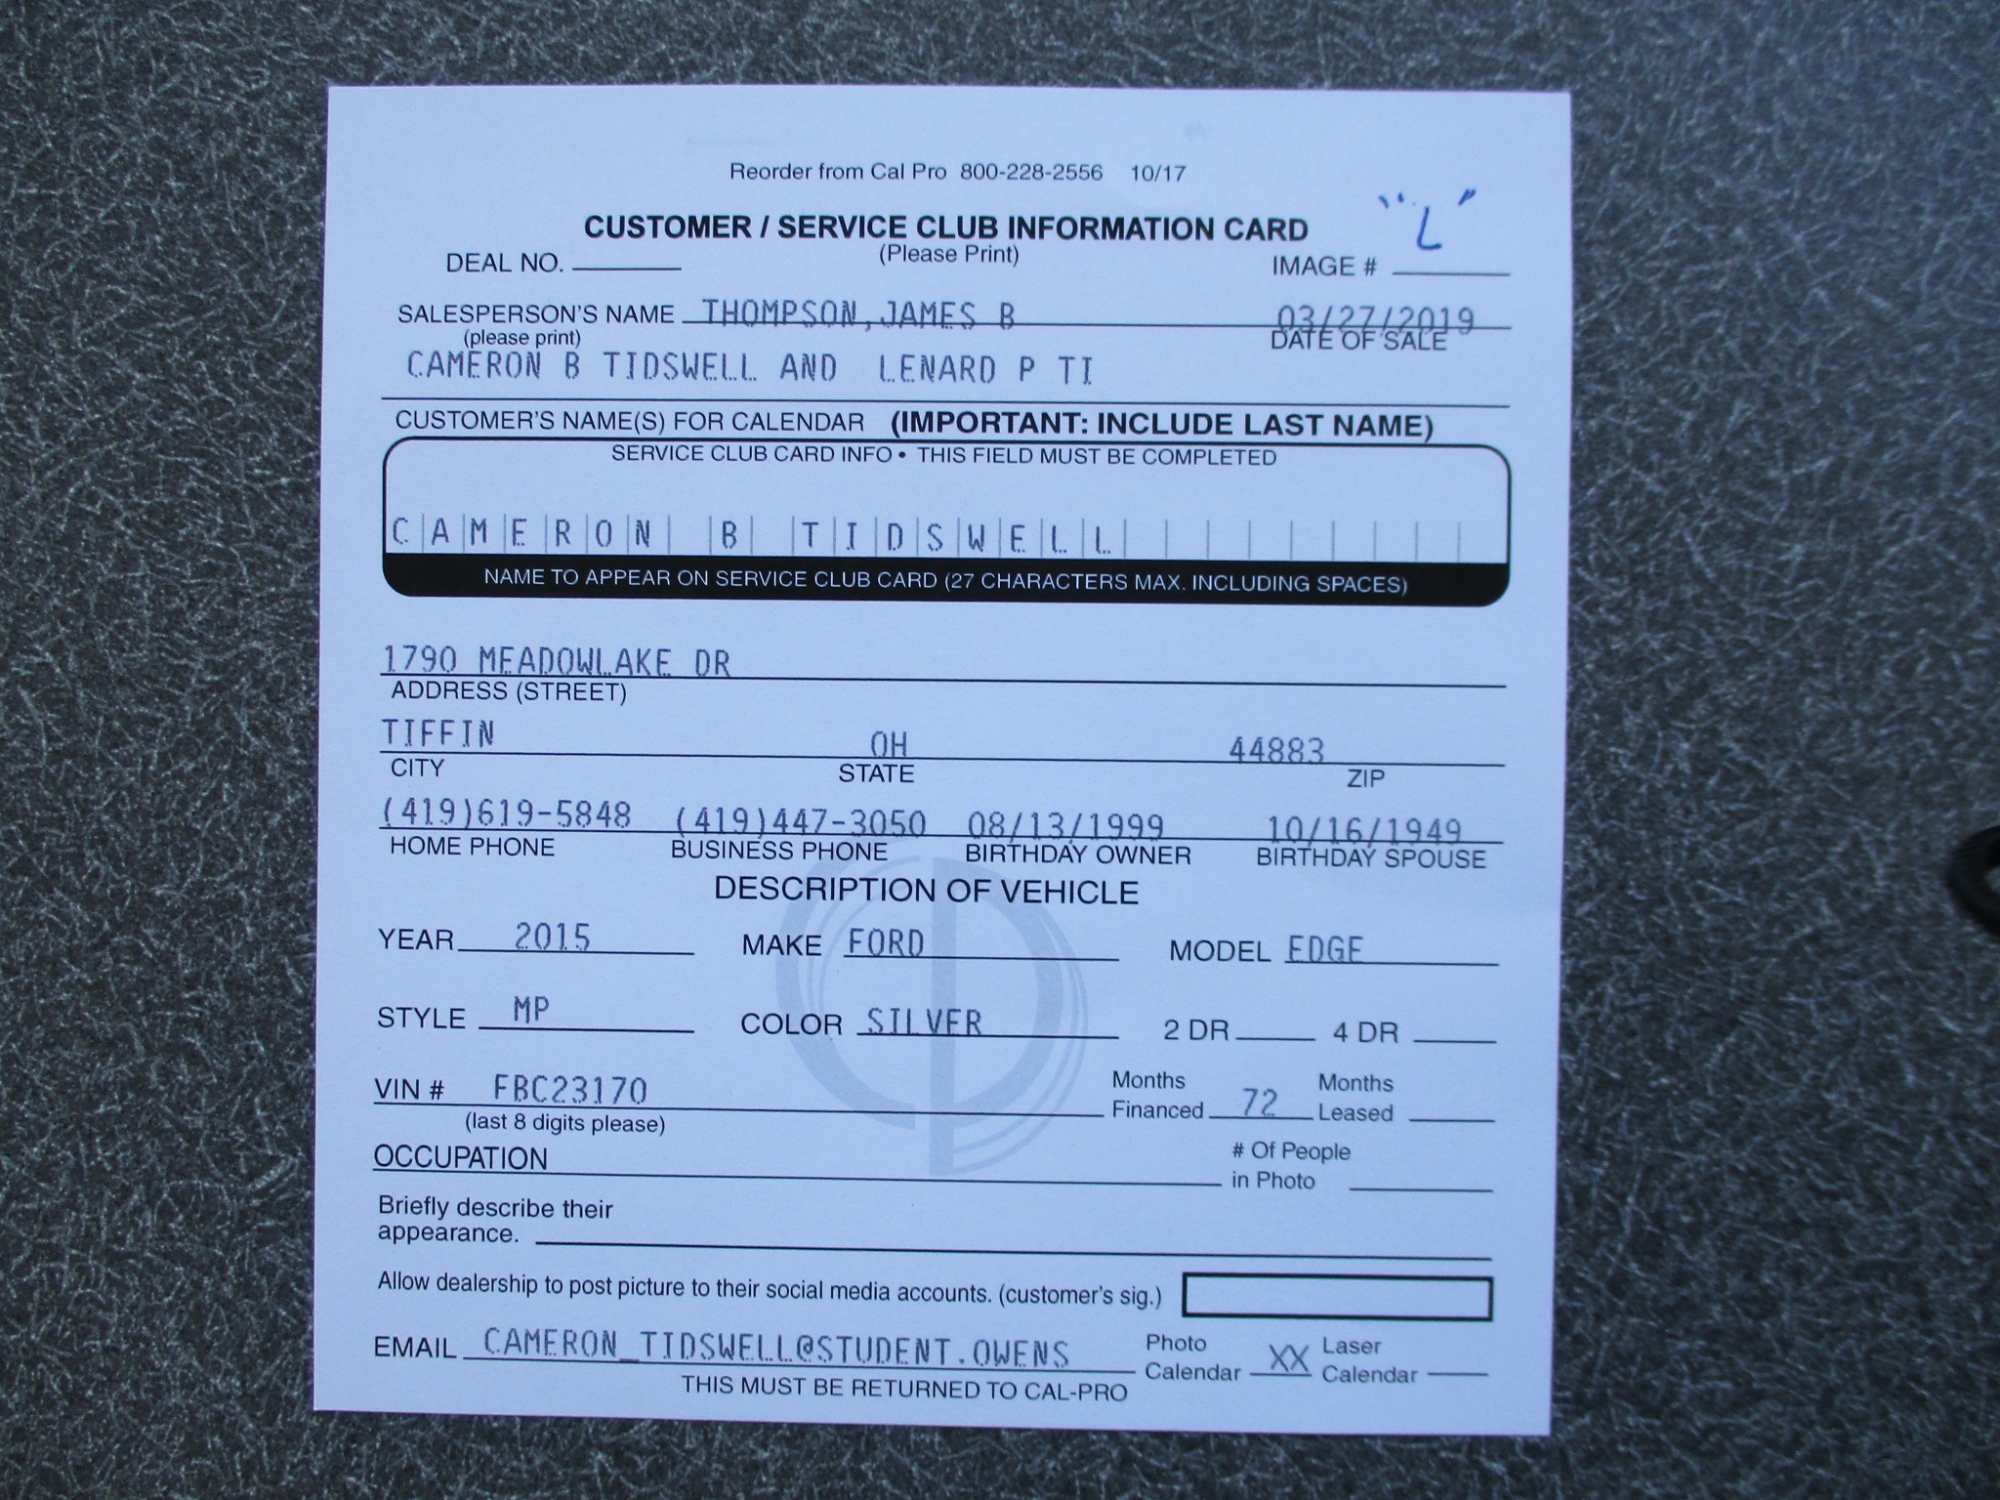 Reorder from Cal Pro 800-228-2556 10/17
CUSTOMER / SERVICE CLUB INFORMATION CARD "L"
(Please Print)
DEAL NO. IMAGE #
SALESPERSON'S NAME THOMPSON,JAMES B 03/27/2019
(please print) DATE OF SALE
CAMERON B TIDSWELL AND LENARD P TI
CUSTOMER'S NAME(S) FOR CALENDAR (IMPORTANT: INCLUDE LAST NAME)
SERVICE CLUB CARD INFO • THIS FIELD MUST BE COMPLETED
CAMERON B TIDSWELL
NAME TO APPEAR ON SERVICE CLUB CARD (27 CHARACTERS MAX. INCLUDING SPACES)
1790 MEADOWLAKE DR
ADDRESS (STREET)
TIFFIN OH 44883
CITY STATE ZIP
(419)619-5848 (419)447-3050 08/13/1999 10/16/1949
HOME PHONE BUSINESS PHONE BIRTHDAY OWNER BIRTHDAY SPOUSE
DESCRIPTION OF VEHICLE
YEAR 2015 MAKE FORD MODEL EDGE
STYLE MP COLOR SILVER 2 DR 4 DR
VIN # FBC23170 Months Financed 72 Months Leased
(last 8 digits please)
OCCUPATION # Of People in Photo
Briefly describe their
appearance.
Allow dealership to post picture to their social media accounts. (customer's sig.)
EMAIL CAMERON_TIDSWELL@STUDENT.OWENS Photo Calendar XX Laser Calendar
THIS MUST BE RETURNED TO CAL-PRO